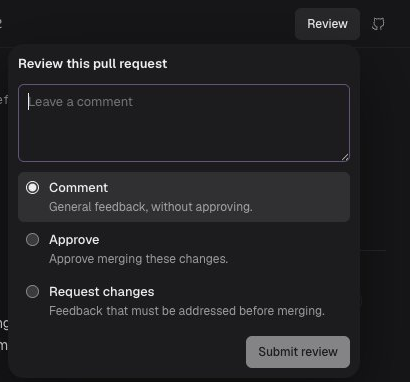 Review
Review this pull request
Leave a comment
Comment
General feedback, without approving.
Approve
Approve merging these changes.
Request changes
Feedback that must be addressed before merging.
Submit review